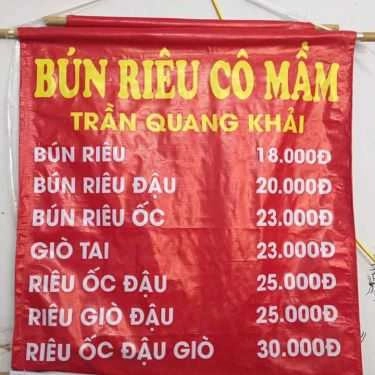 BÚN RIÊU CÔ MẦM
TRẦN QUANG KHẢI
BÚN RIÊU 18.000Đ
BÚN RIÊU ĐẬU 20.000Đ
BÚN RIÊU ỐC 23.000Đ
GIÒ TAI 23.000Đ
RIÊU ỐC ĐẬU 25.000Đ
RIÊU GIÒ ĐẬU 25.000Đ
RIÊU ỐC ĐẬU GIÒ 30.000Đ